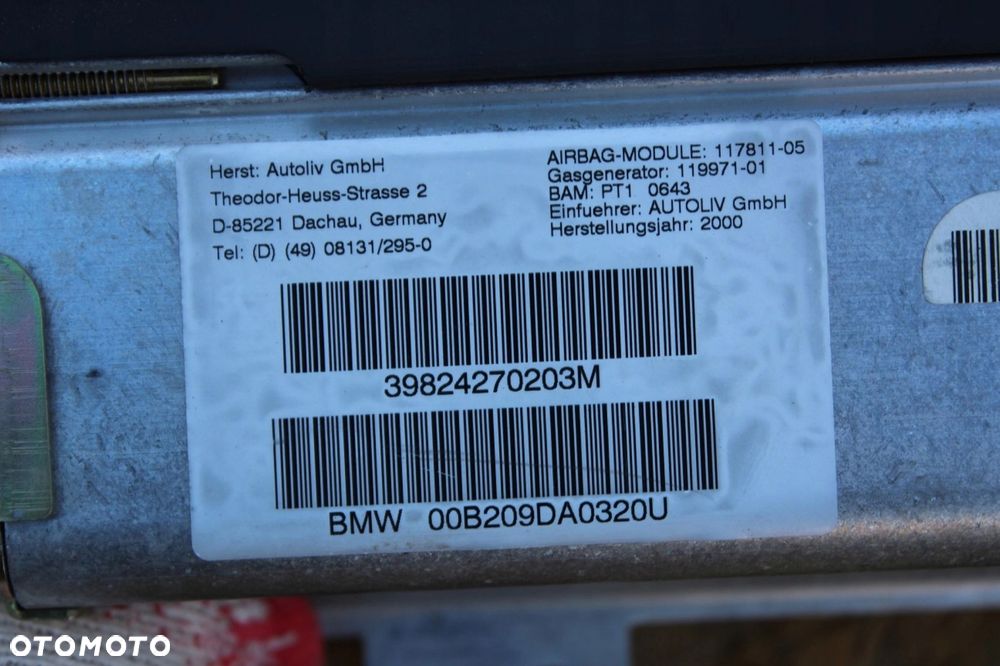 Herst: Autoliv GmbH
Theodor-Heuss-Strasse 2
D-85221 Dachau, Germany
Tel: (D) (49) 08131/295-0
AIRBAG-MODULE: 117811-05
Gasgenerator: 119971-01
BAM: PT1 0643
Einfuehrer: AUTOLIV GmbH
Herstellungsjahr: 2000
39824270203M
BMW 00B209DA0320U
OTOMOTO